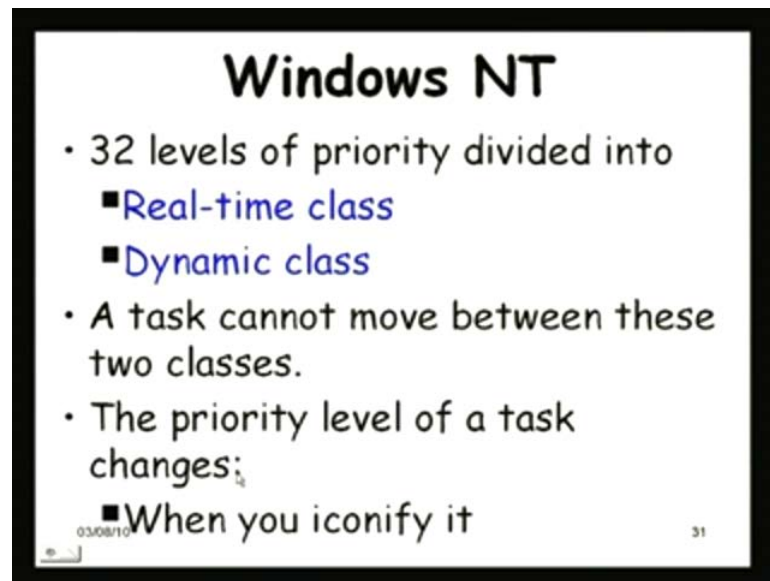 Windows NT
• 32 levels of priority divided into
■Real-time class
■Dynamic class
• A task cannot move between these
two classes.
• The priority level of a task
changes:
■When you iconify it
03/08/10
31